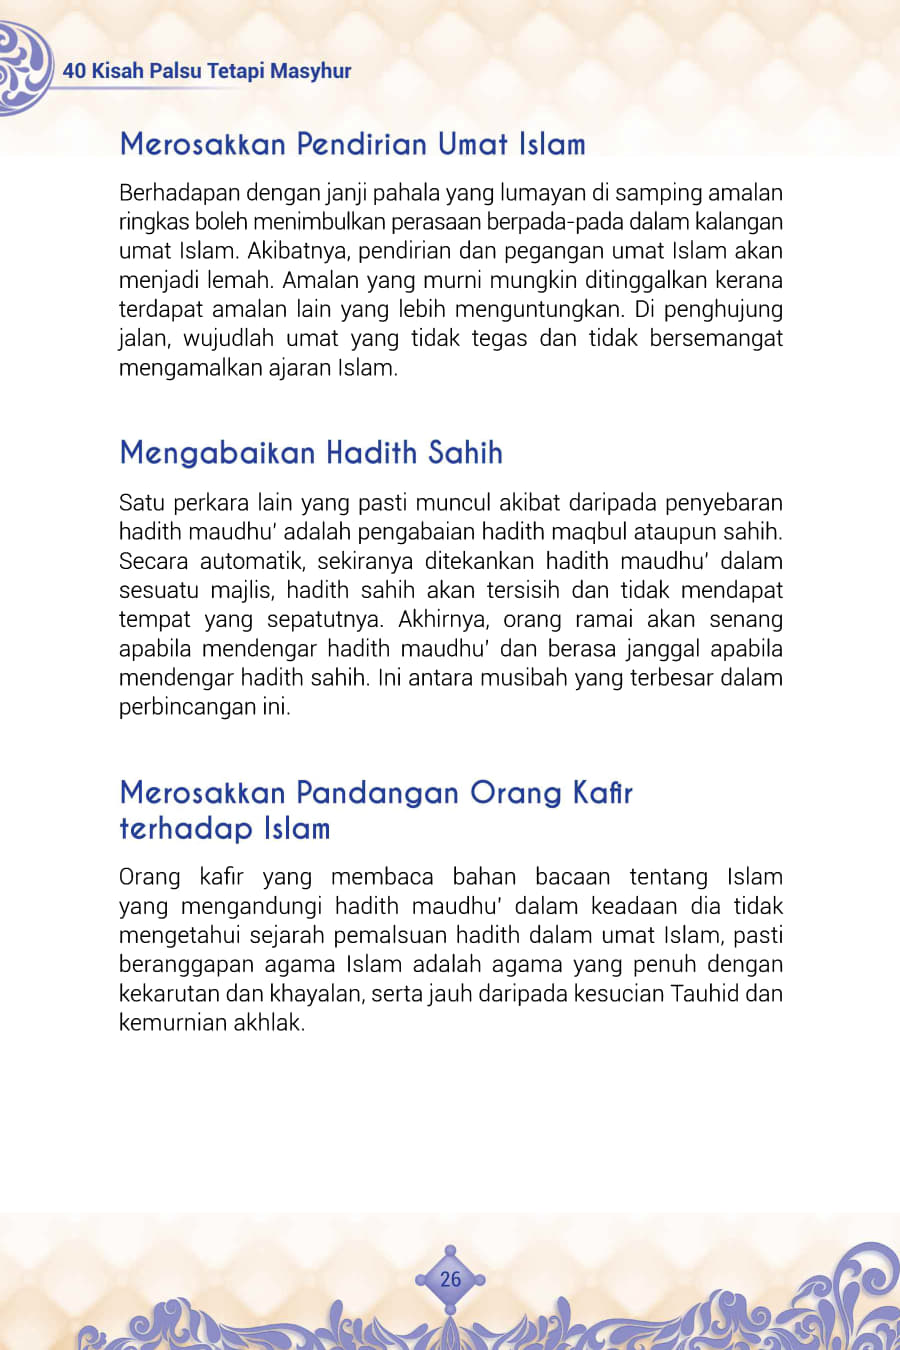 40 Kisah Palsu Tetapi Masyhur
Merosakkan Pendirian Umat Islam
Berhadapan dengan janji pahala yang lumayan di samping amalan
ringkas boleh menimbulkan perasaan berpada-pada dalam kalangan
umat Islam. Akibatnya, pendirian dan pegangan umat Islam akan
menjadi lemah. Amalan yang murni mungkin ditinggalkan kerana
terdapat amalan lain yang lebih menguntungkan. Di penghujung
jalan, wujudlah umat yang tidak tegas dan tidak bersemangat
mengamalkan ajaran Islam.
Mengabaikan Hadith Sahih
Satu perkara lain yang pasti muncul akibat daripada penyebaran
hadith maudhu’ adalah pengabaian hadith maqbul ataupun sahih.
Secara automatik, sekiranya ditekankan hadith maudhu’ dalam
sesuatu majlis, hadith sahih akan tersisih dan tidak mendapat
tempat yang sepatutnya. Akhirnya, orang ramai akan senang
apabila mendengar hadith maudhu’ dan berasa janggal apabila
mendengar hadith sahih. Ini antara musibah yang terbesar dalam
perbincangan ini.
Merosakkan Pandangan Orang Kafir
terhadap Islam
Orang kafir yang membaca bahan bacaan tentang Islam
yang mengandungi hadith maudhu’ dalam keadaan dia tidak
mengetahui sejarah pemalsuan hadith dalam umat Islam, pasti
beranggapan agama Islam adalah agama yang penuh dengan
kekarutan dan khayalan, serta jauh daripada kesucian Tauhid dan
kemurnian akhlak.
26